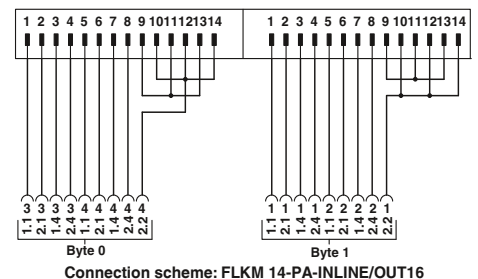 1 2 3 4 5 6 7 8 9 10 11 12 13 14
1 2 3 4 5 6 7 8 9 10 11 12 13 14
3 3 3 3 4 4 4 4 4
1.1 2.1 1.4 2.4 1.1 2.1 1.4 2.4 2.2
1 1 1 1 2 2 2 2 1
1.1 2.1 1.4 2.4 1.1 2.1 1.4 2.4 2.2
Byte 0
Byte 1
Connection scheme: FLKM 14-PA-INLINE/OUT16